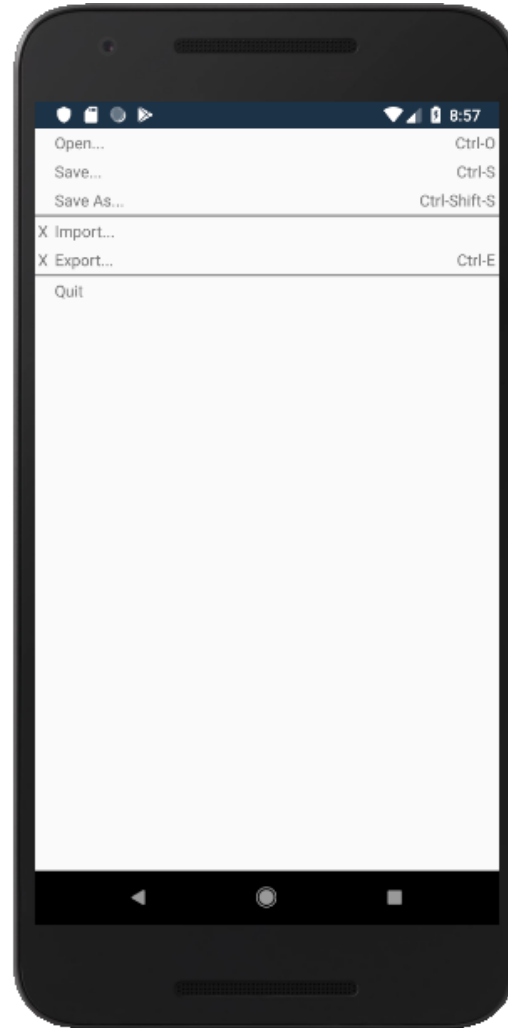 8:57
Open... Ctrl-O
Save... Ctrl-S
Save As... Ctrl-Shift-S
X Import...
X Export... Ctrl-E
Quit